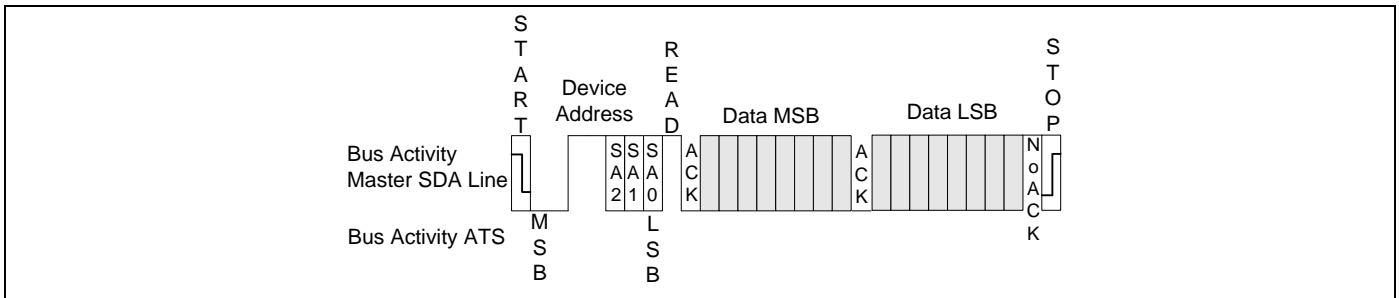 START
Device
Address
READ
Data MSB
Data LSB
STOP
Bus Activity
Master SDA Line
SA2
SA1
SA0
ACK
ACK
NoACK
Bus Activity ATS
MSB
LSB